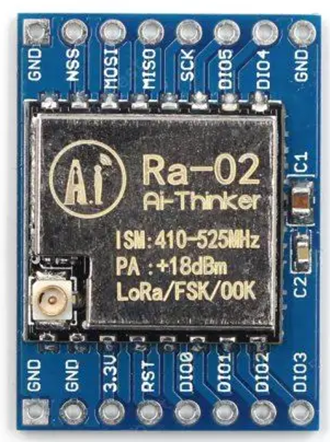 GND NSS MOSI MISO SCK DIO5 DIO4 GND
Ai Ra-02
Ai-Thinker
C1
ISM:410-525MHz
PA :+18dBm
LoRa/FSK/OOK
C2
GND GND 3.3V RST DIO0 DIO1 DIO2 DIO3